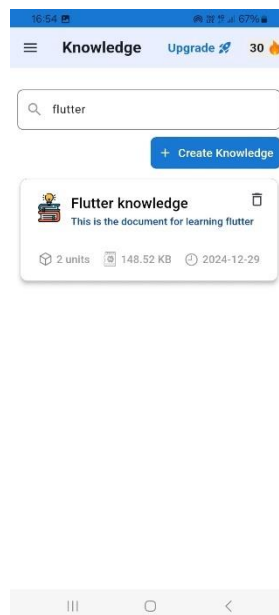 16:54 67%
Knowledge Upgrade 30
flutter
+ Create Knowledge
Flutter knowledge
This is the document for learning flutter
2 units 148.52 KB 2024-12-29